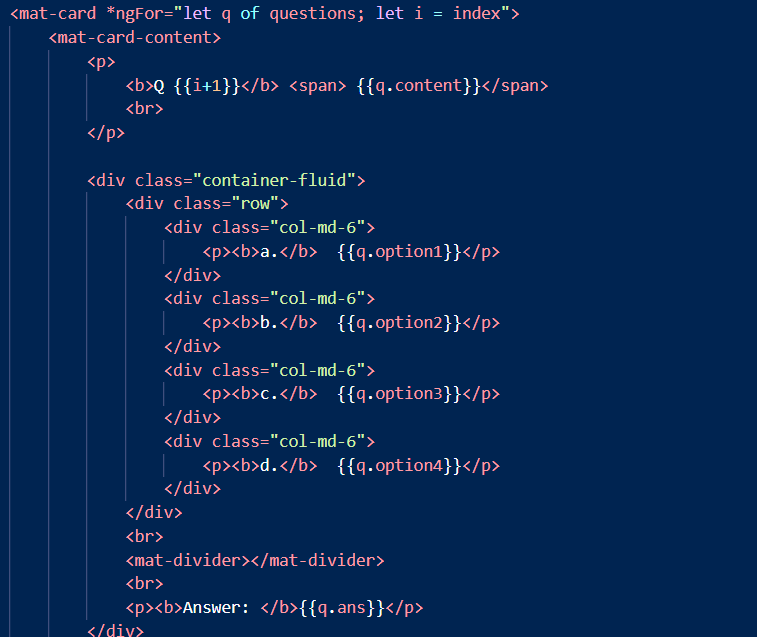 <mat-card *ngFor="let q of questions; let i = index">
<mat-card-content>
<p>
<b>Q {{i+1}}</b> <span> {{q.content}}</span>
<br>
</p>
<div class="container-fluid">
<div class="row">
<div class="col-md-6">
<p><b>a.</b>  {{q.option1}}</p>
</div>
<div class="col-md-6">
<p><b>b.</b>  {{q.option2}}</p>
</div>
<div class="col-md-6">
<p><b>c.</b>  {{q.option3}}</p>
</div>
<div class="col-md-6">
<p><b>d.</b>  {{q.option4}}</p>
</div>
</div>
<br>
<mat-divider></mat-divider>
<br>
<p><b>Answer: </b>{{q.ans}}</p>
</div>